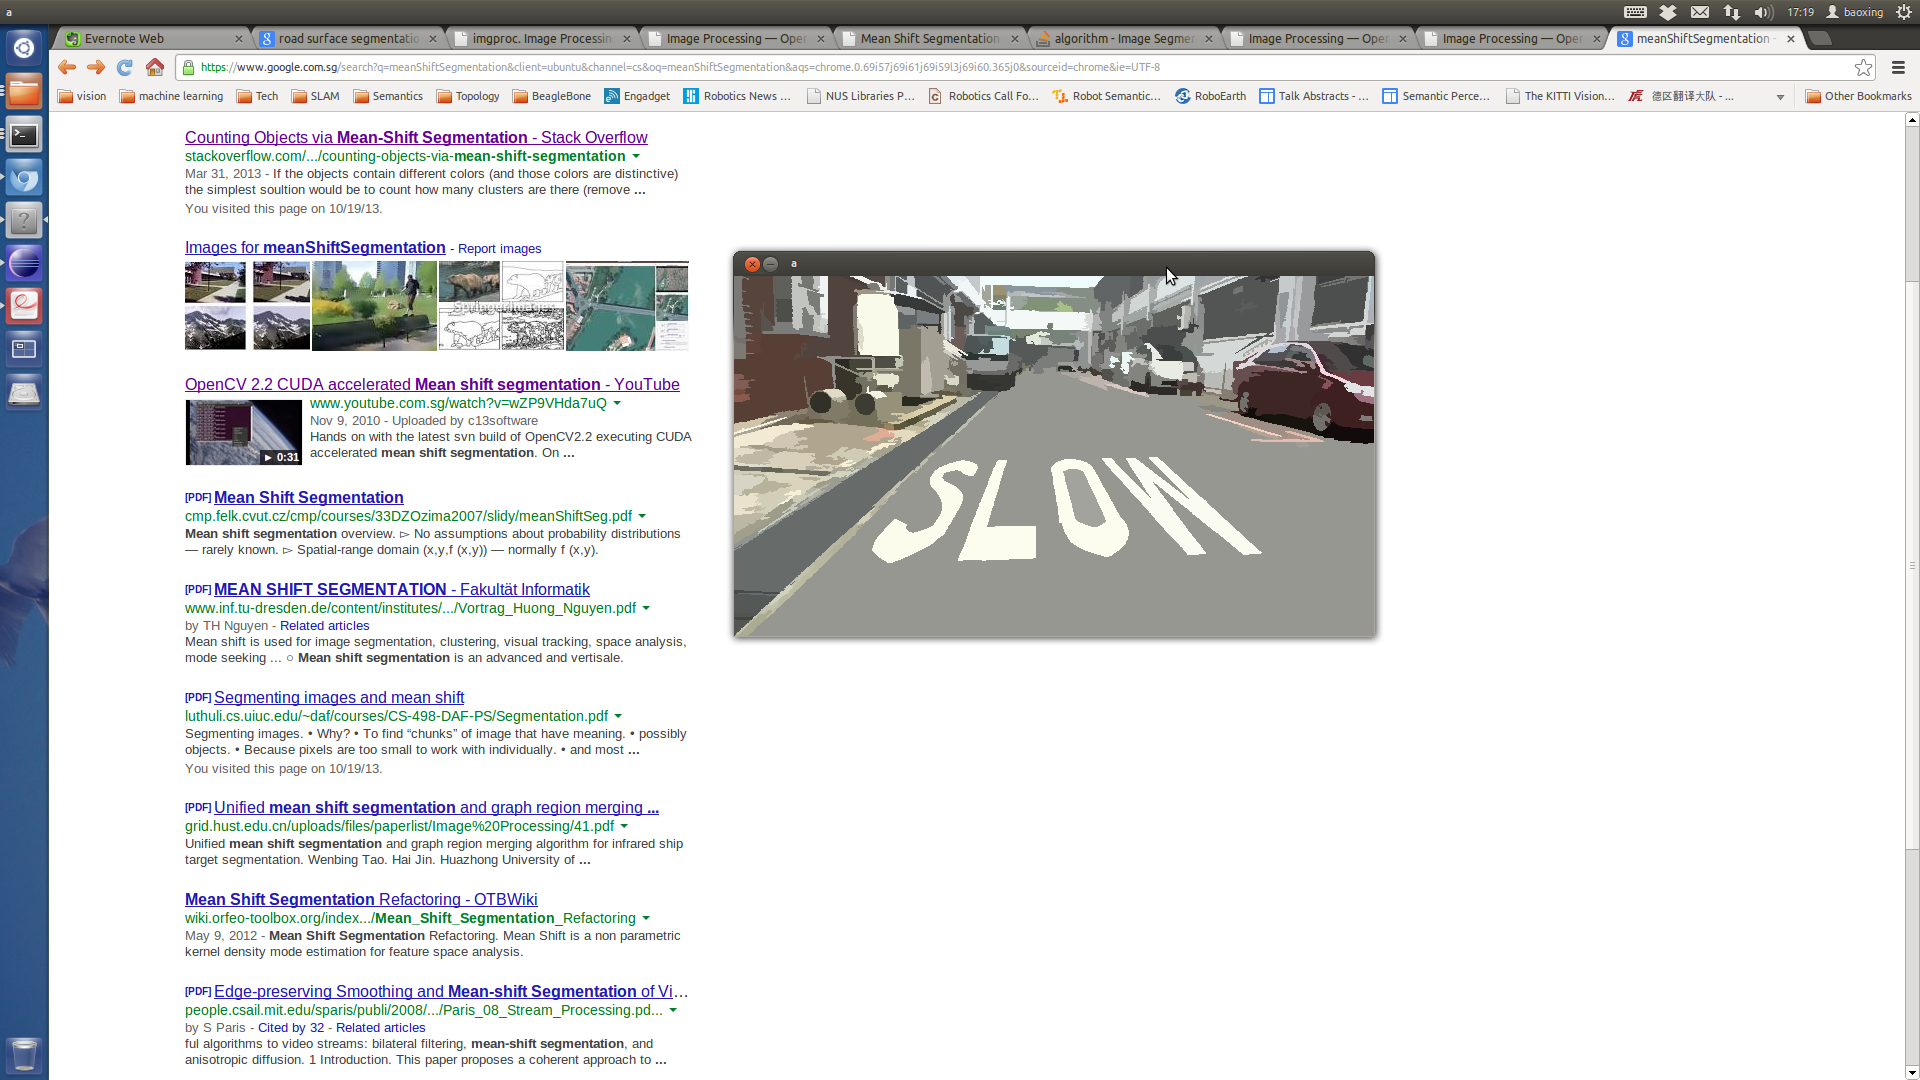 a
17:19
baoxing
Evernote Web
road surface segmentatio
imgproc. Image Processin
Image Processing — Ope
Mean Shift Segmentation
algorithm - Image Segme
Image Processing — Ope
Image Processing — Ope
meanShiftSegmentation -
https://www.google.com.sg/search?q=meanShiftSegmentation&client=ubuntu&channel=cs&oq=meanShiftSegmentation&aqs=chrome.0.69i57j69i61j69i59l3j69i60.365j0&sourceid=chrome&ie=UTF-8
vision
machine learning
Tech
SLAM
Semantics
Topology
BeagleBone
Engadget
Robotics News ...
NUS Libraries P...
Robotics Call Fo...
Robot Semantic...
RoboEarth
Talk Abstracts - ...
Semantic Perce...
The KITTI Vision...
德区翻译大队 - ...
Other Bookmarks
Counting Objects via Mean-Shift Segmentation - Stack Overflow
stackoverflow.com/.../counting-objects-via-mean-shift-segmentation
Mar 31, 2013 - If the objects contain different colors (and those colors are distinctive)
the simplest soultion would be to count how many clusters are there (remove ...
You visited this page on 10/19/13.
Images for meanShiftSegmentation - Report images
OpenCV 2.2 CUDA accelerated Mean shift segmentation - YouTube
www.youtube.com.sg/watch?v=wZP9VHda7uQ
0:31
Nov 9, 2010 - Uploaded by c13software
Hands on with the latest svn build of OpenCV2.2 executing CUDA
accelerated mean shift segmentation. On ...
[PDF] Mean Shift Segmentation
cmp.felk.cvut.cz/cmp/courses/33DZOzima2007/slidy/meanShiftSeg.pdf
Mean shift segmentation overview. ▻ No assumptions about probability distributions
— rarely known. ▻ Spatial-range domain (x,y,f (x,y)) — normally f (x,y).
[PDF] MEAN SHIFT SEGMENTATION - Fakultät Informatik
www.inf.tu-dresden.de/content/institutes/.../Vortrag_Huong_Nguyen.pdf
by TH Nguyen - Related articles
Mean shift is used for image segmentation, clustering, visual tracking, space analysis,
mode seeking ... ○ Mean shift segmentation is an advanced and vertisale.
[PDF] Segmenting images and mean shift
luthuli.cs.uiuc.edu/~daf/courses/CS-498-DAF-PS/Segmentation.pdf
Segmenting images. • Why? • To find “chunks” of image that have meaning. • possibly
objects. • Because pixels are too small to work with individually. • and most ...
You visited this page on 10/19/13.
[PDF] Unified mean shift segmentation and graph region merging ...
grid.hust.edu.cn/uploads/files/paperlist/Image%20Processing/41.pdf
Unified mean shift segmentation and graph region merging algorithm for infrared ship
target segmentation. Wenbing Tao. Hai Jin. Huazhong University of ...
Mean Shift Segmentation Refactoring - OTBWiki
wiki.orfeo-toolbox.org/index.../Mean_Shift_Segmentation_Refactoring
May 9, 2012 - Mean Shift Segmentation Refactoring. Mean Shift is a non parametric
kernel density mode estimation for feature space analysis.
[PDF] Edge-preserving Smoothing and Mean-shift Segmentation of Vi...
people.csail.mit.edu/sparis/publi/2008/.../Paris_08_Stream_Processing.pd...
by S Paris - Cited by 32 - Related articles
ful algorithms to video streams: bilateral filtering, mean-shift segmentation, and
anisotropic diffusion. 1 Introduction. This paper proposes a coherent approach to ...
a
SLOW